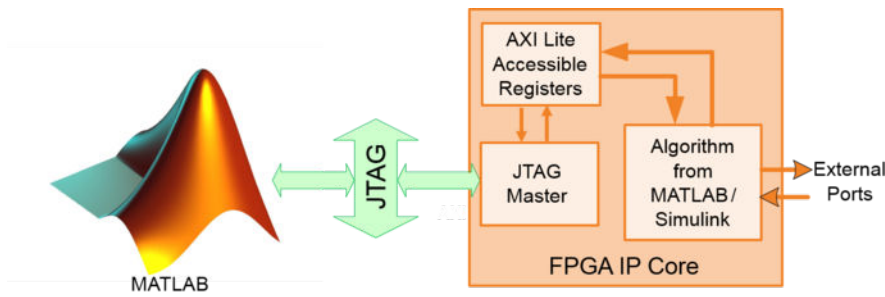 MATLAB
JTAG
AXI Lite
Accessible
Registers
JTAG
Master
Algorithm
from
MATLAB/
Simulink
External
Ports
FPGA IP Core